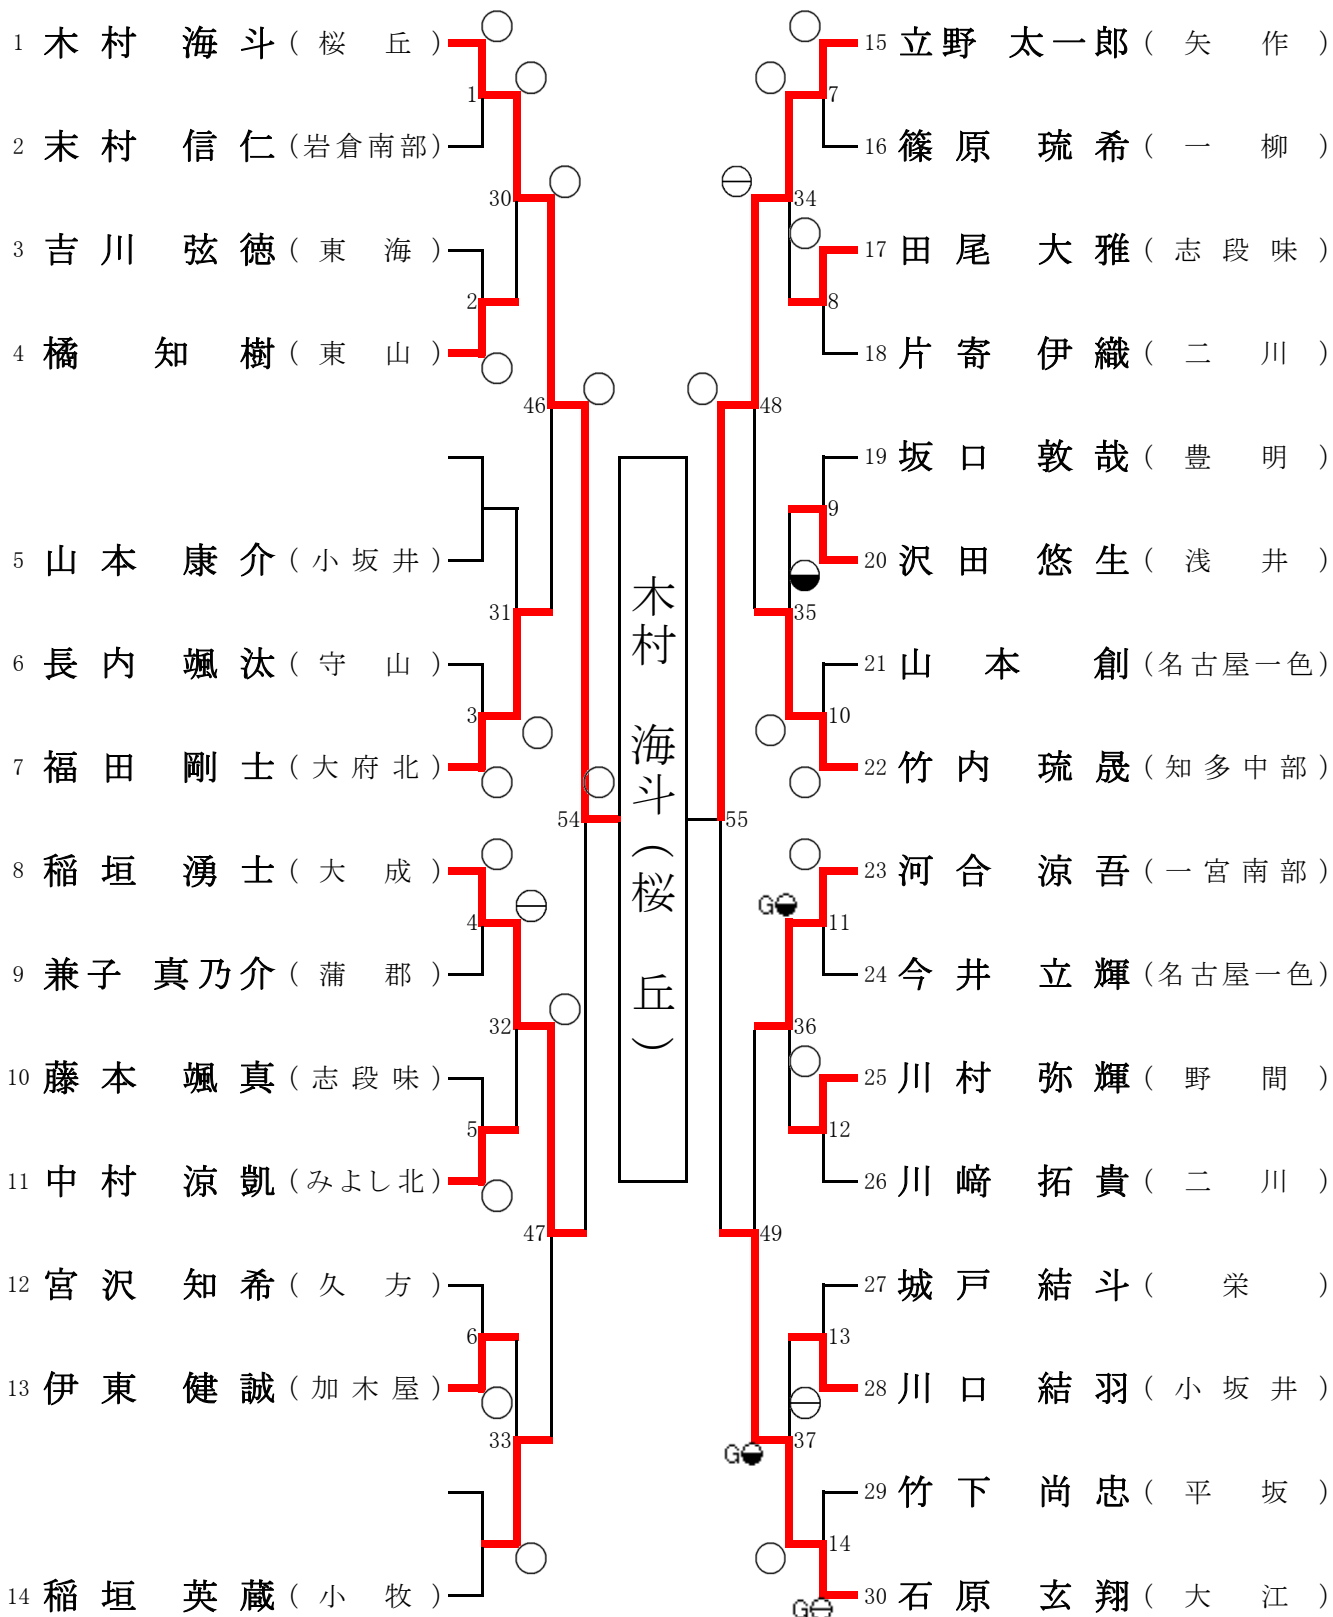 1 木村 海斗 (桜丘)
1
2 末村 信仁 (岩倉南部)
30
3 吉川 弦徳 (東海)
2
4 橘 知樹 (東山)
46
5 山本 康介 (小坂井)
31
6 長内 颯汰 (守山)
3
7 福田 剛士 (大府北)
54
8 稲垣 湧士 (大成)
4
9 兼子 真乃介 (蒲郡)
32
10 藤本 颯真 (志段味)
5
11 中村 涼凱 (みよし北)
47
12 宮沢 知希 (久方)
6
13 伊東 健誠 (加木屋)
33
14 稲垣 英蔵 (小牧)
木村 海斗(桜 丘)
15 立野 太一郎 (矢作)
7
16 篠原 琉希 (一柳)
34
17 田尾 大雅 (志段味)
8
18 片寄 伊織 (二川)
48
19 坂口 敦哉 (豊明)
9
20 沢田 悠生 (浅井)
35
21 山本 創 (名古屋一色)
10
22 竹内 琉晟 (知多中部)
55
23 河合 涼吾 (一宮南部)
G
11
24 今井 立輝 (名古屋一色)
36
25 川村 弥輝 (野間)
12
26 川﨑 拓貴 (二川)
49
27 城戸 結斗 (栄)
13
28 川口 結羽 (小坂井)
37
G
29 竹下 尚忠 (平坂)
14
30 石原 玄翔 (大江)
G